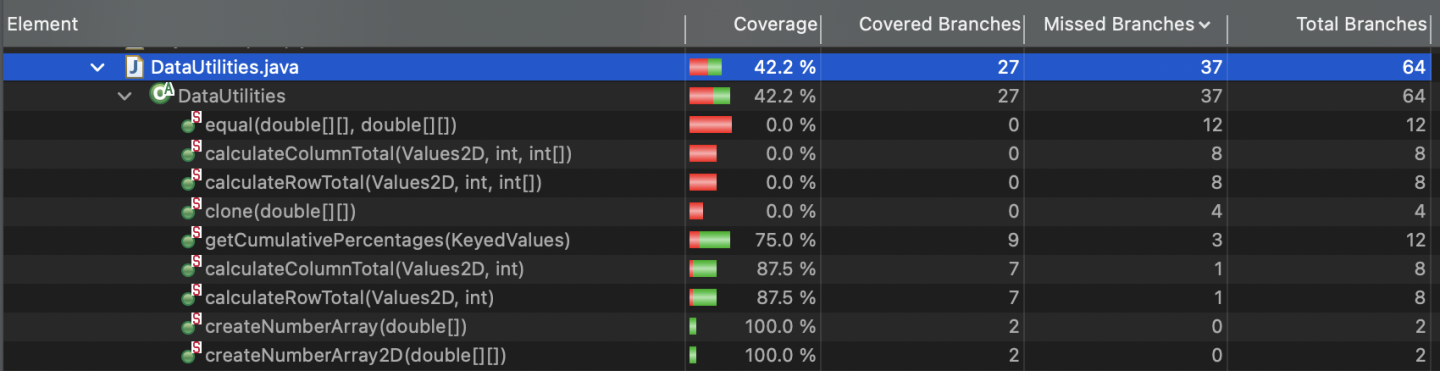 Element Coverage Covered Branches Missed Branches Total Branches
DataUtilities.java 42.2 % 27 37 64
DataUtilities 42.2 % 27 37 64
equal(double[][], double[][]) 0.0 % 0 12 12
calculateColumnTotal(Values2D, int, int[]) 0.0 % 0 8 8
calculateRowTotal(Values2D, int, int[]) 0.0 % 0 8 8
clone(double[][]) 0.0 % 0 4 4
getCumulativePercentages(KeyedValues) 75.0 % 9 3 12
calculateColumnTotal(Values2D, int) 87.5 % 7 1 8
calculateRowTotal(Values2D, int) 87.5 % 7 1 8
createNumberArray(double[]) 100.0 % 2 0 2
createNumberArray2D(double[][]) 100.0 % 2 0 2